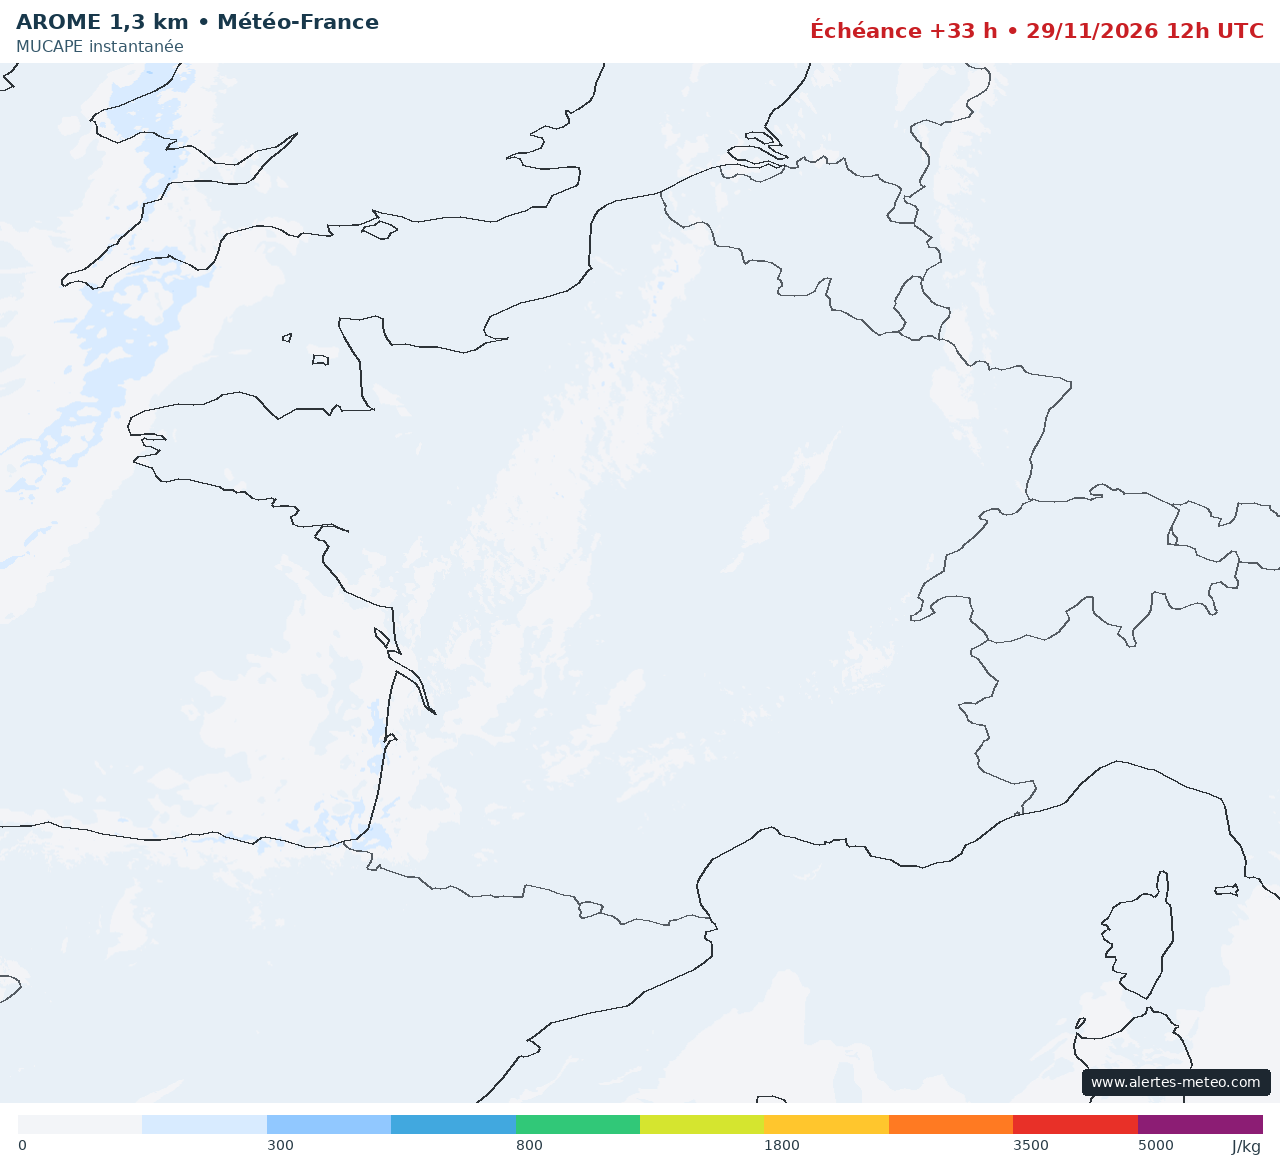 AROME 1,3 km • Météo-France
MUCAPE instantanée
Échéance +33 h • 29/11/2026 12h UTC
www.alertes-meteo.com
0 300 800 1800 3500 5000 J/kg